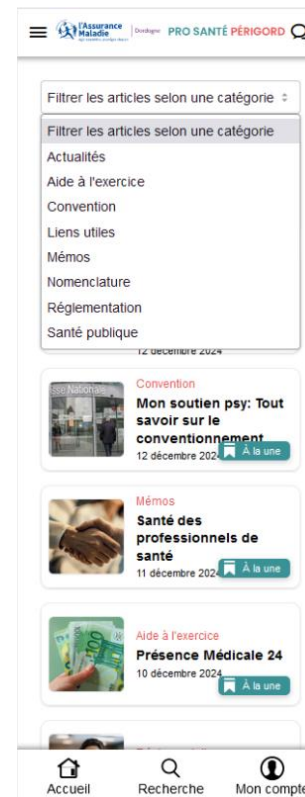 l'Assurance
Maladie
Dordogne
PRO SANTÉ PÉRIGORD
Filtrer les articles selon une catégorie
Filtrer les articles selon une catégorie
Actualités
Aide à l'exercice
Convention
Liens utiles
Mémos
Nomenclature
Réglementation
Santé publique
12 décembre 2024
Convention
Mon soutien psy: Tout
savoir sur le
conventionnement
12 décembre 202
À la une
Mémos
Santé des
professionnels de
santé
11 décembre 202
À la une
Aide à l'exercice
Présence Médicale 24
10 décembre 2024
À la une
Accueil
Recherche
Mon compte